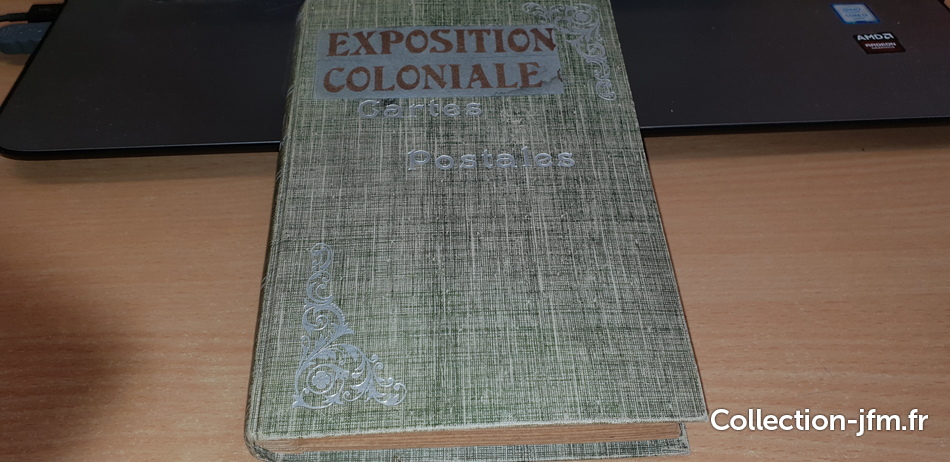 EXPOSITION
COLONIALE
Cartes
Postales
AMD
RADEON
Collection-jfm.fr